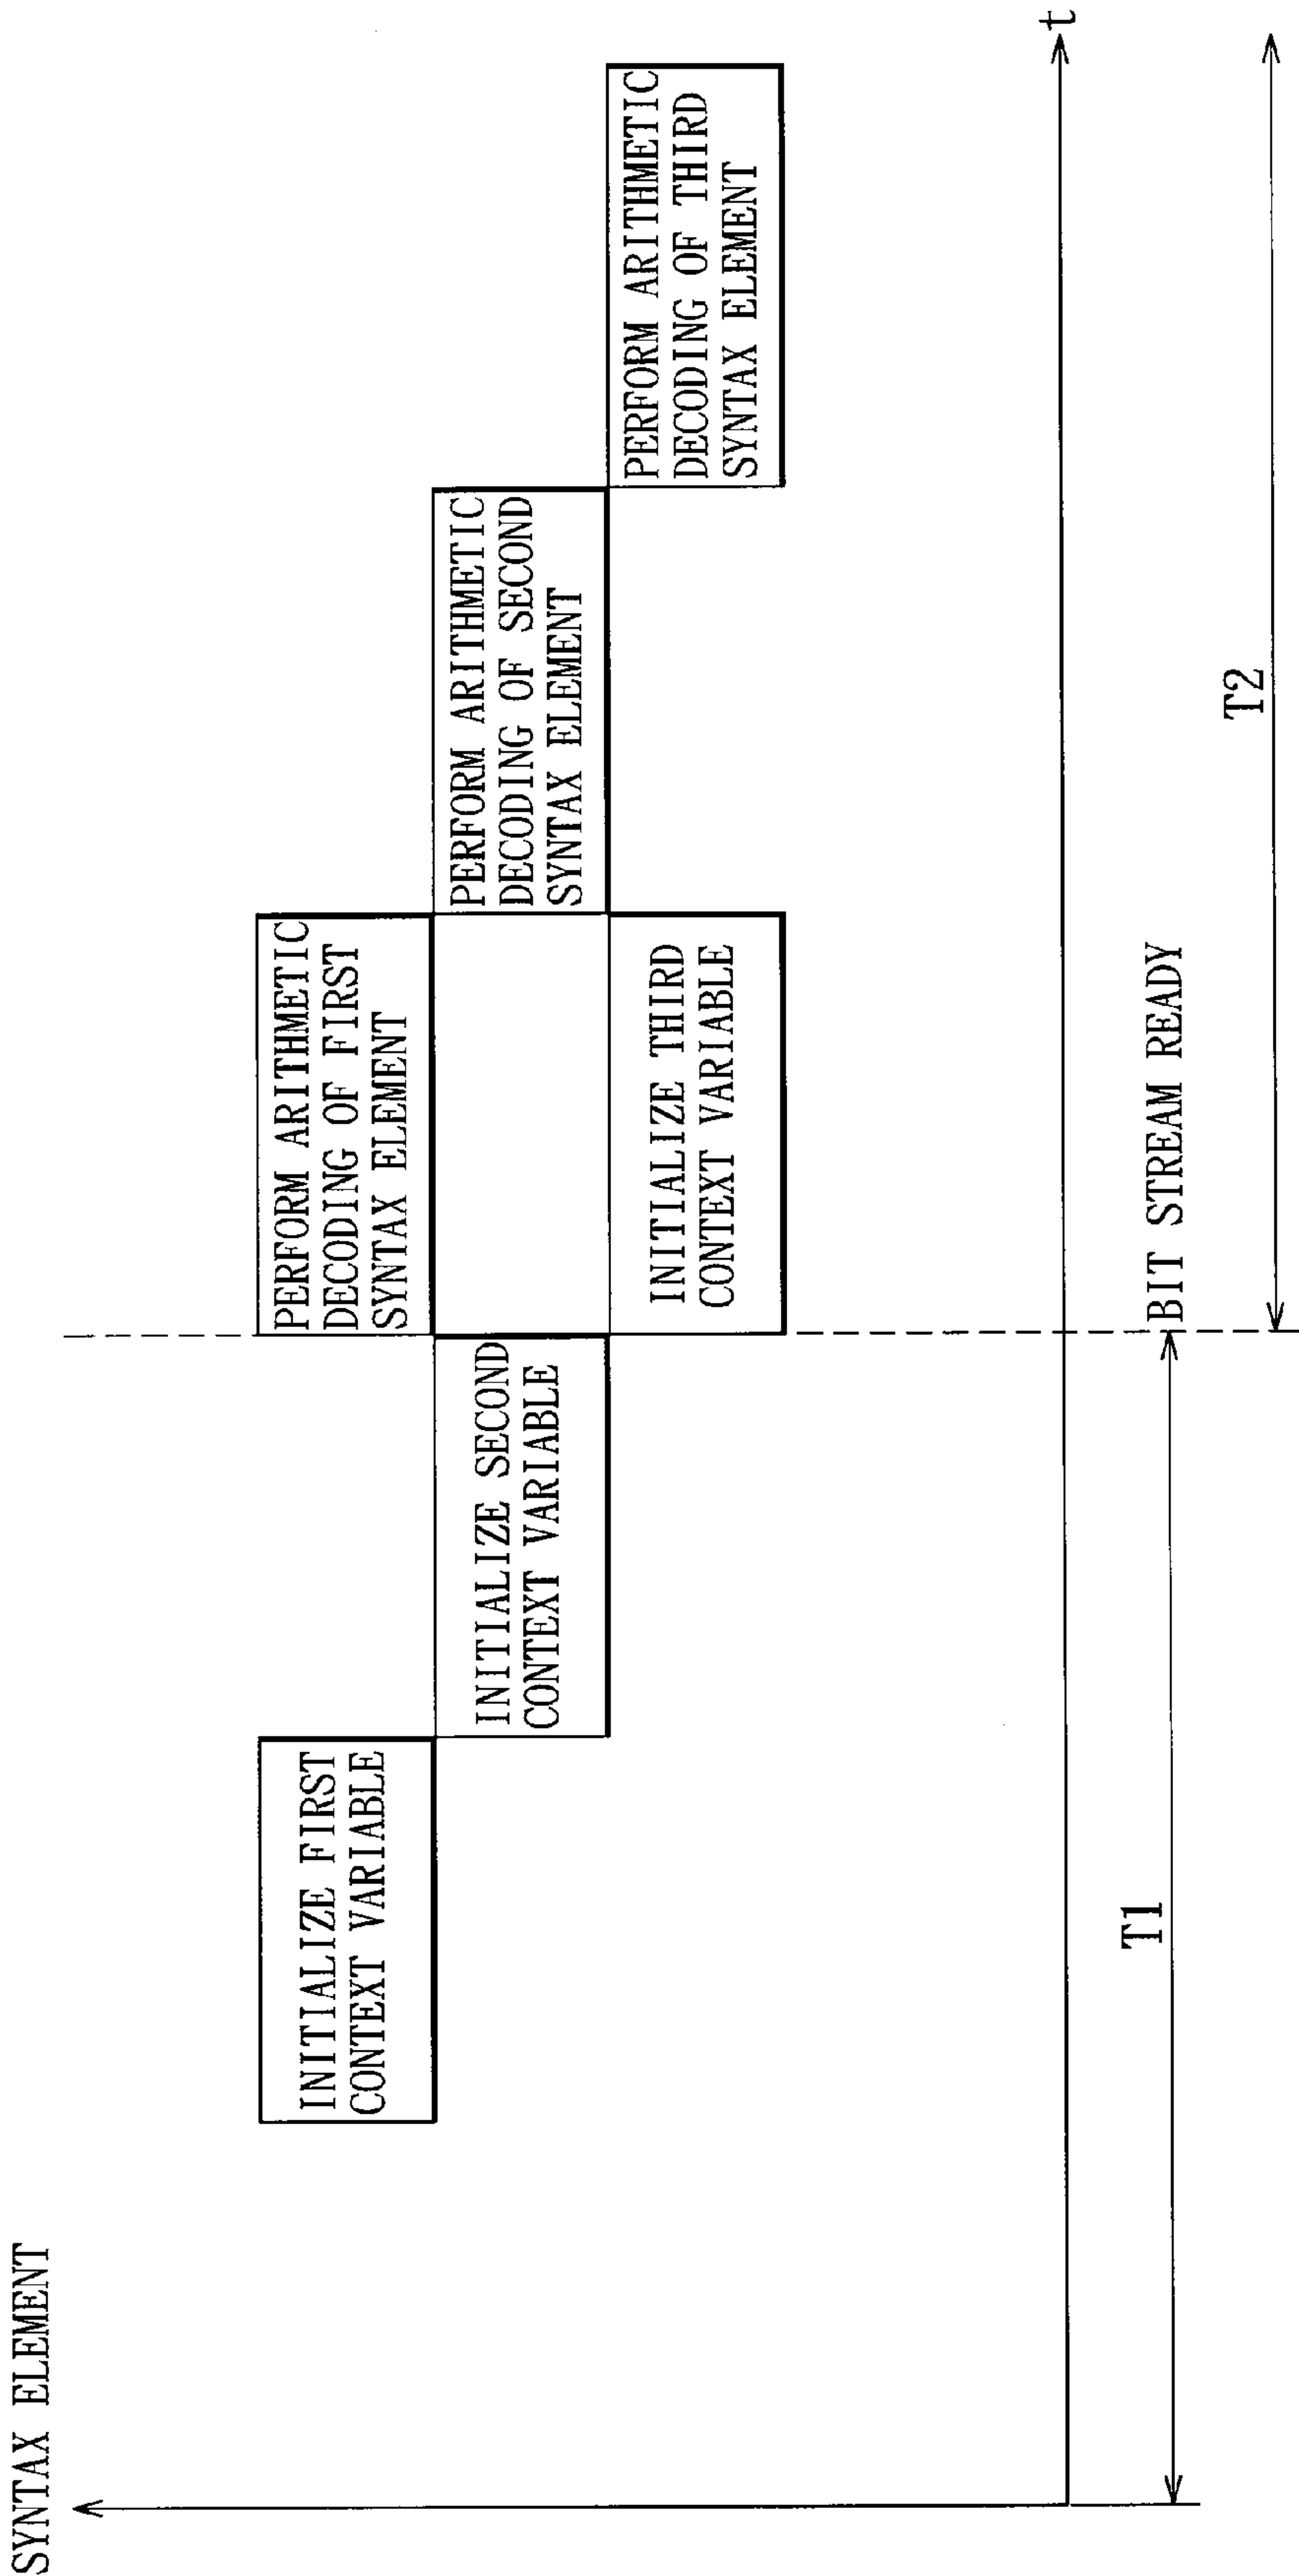 SYNTAX ELEMENT
INITIALIZE FIRST
CONTEXT VARIABLE
PERFORM ARITHMETIC
DECODING OF FIRST
SYNTAX ELEMENT
INITIALIZE SECOND
CONTEXT VARIABLE
PERFORM ARITHMETIC
DECODING OF SECOND
SYNTAX ELEMENT
INITIALIZE THIRD
CONTEXT VARIABLE
PERFORM ARITHMETIC
DECODING OF THIRD
SYNTAX ELEMENT
t
T1
BIT STREAM READY
T2